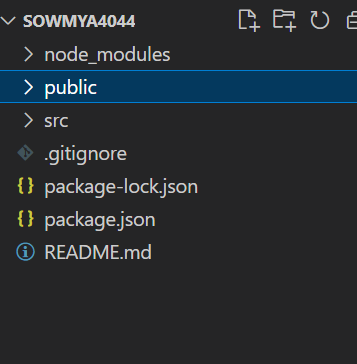 SOWMYA4044
node_modules
public
src
.gitignore
package-lock.json
package.json
README.md